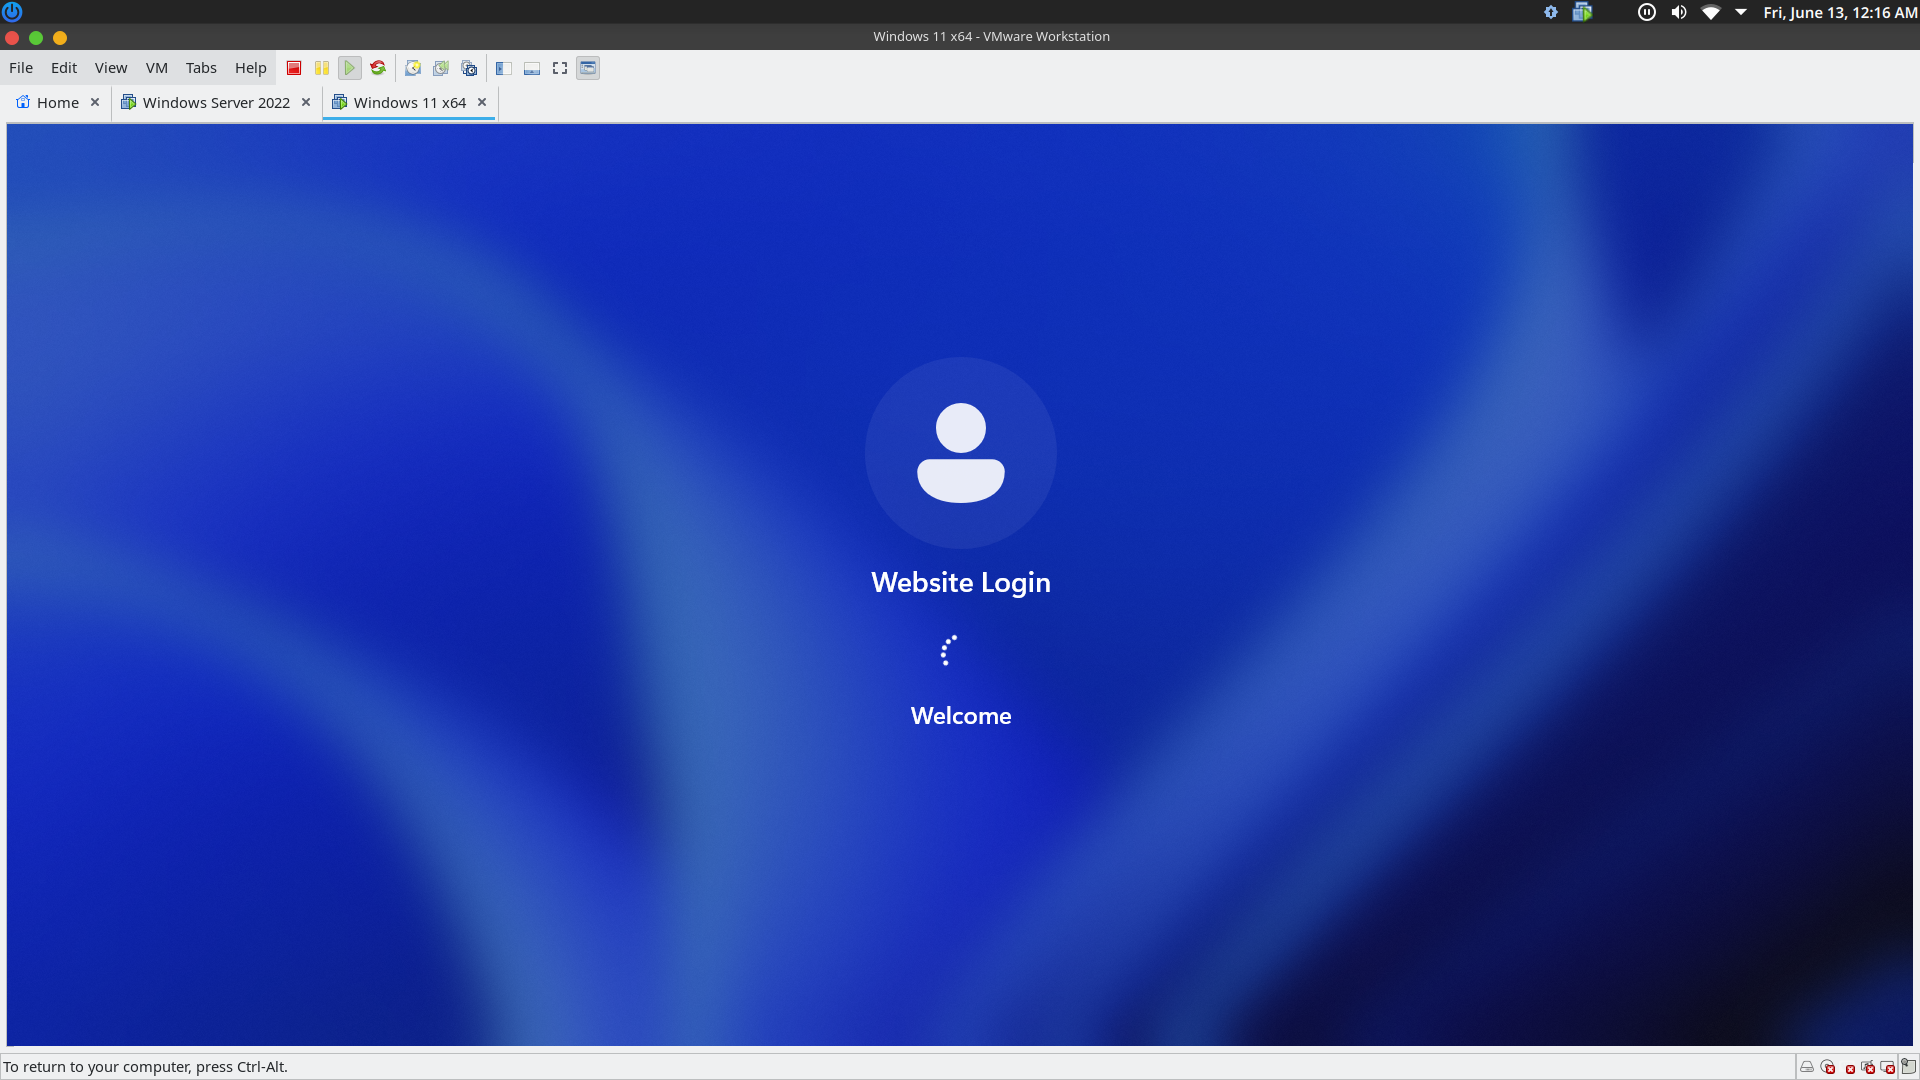 Fri, June 13, 12:16 AM
Windows 11 x64 - VMware Workstation
File Edit View VM Tabs Help
Home Windows Server 2022 Windows 11 x64
Website Login
Welcome
To return to your computer, press Ctrl-Alt.